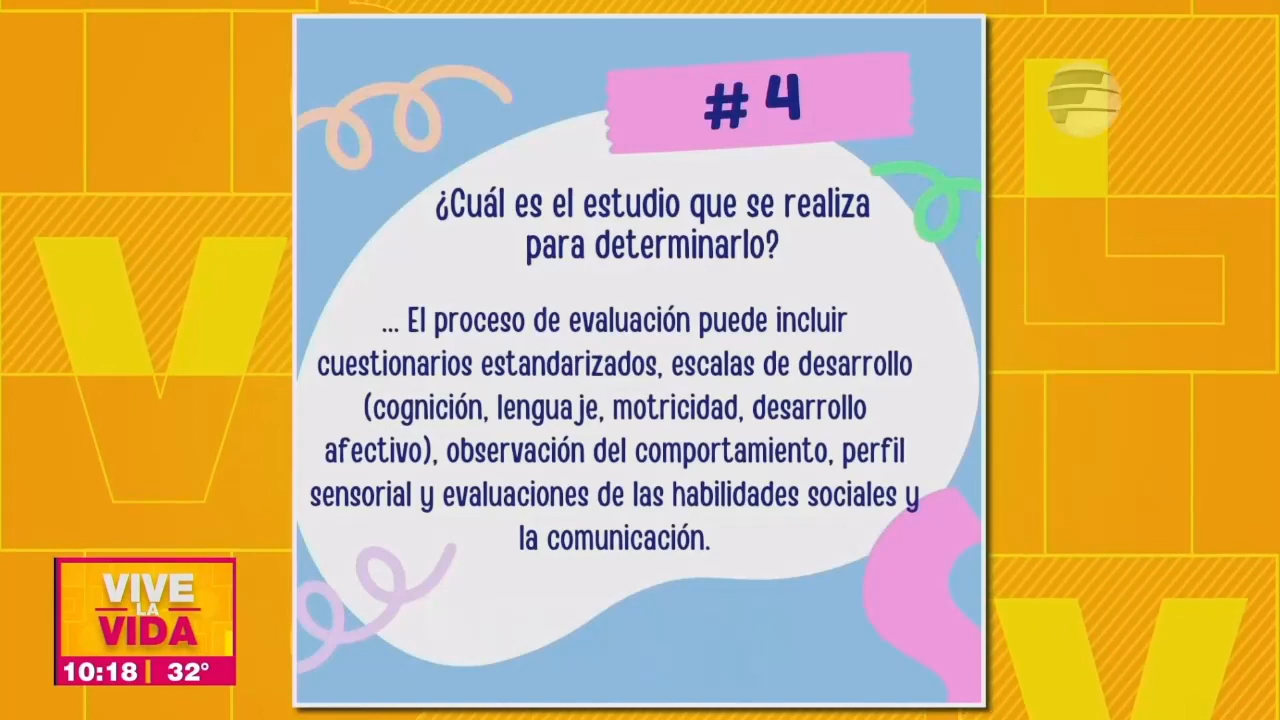 # 4
¿Cuál es el estudio que se realiza
para determinarlo?
... El proceso de evaluación puede incluir
cuestionarios estandarizados, escalas de desarrollo
(cognición, lenguaje, motricidad, desarrollo
afectivo), observación del comportamiento, perfil
sensorial y evaluaciones de las habilidades sociales y
la comunicación.
VIVE
LA
VIDA
10:18 32°